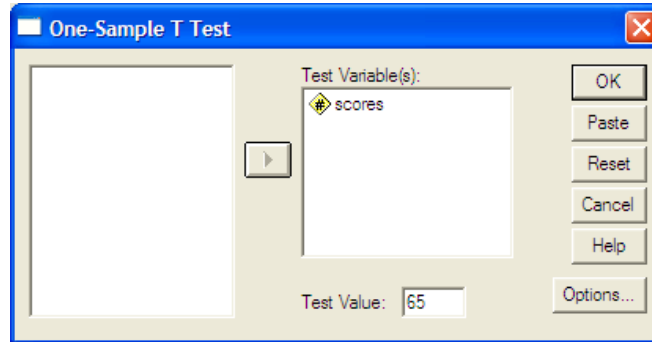 One-Sample T Test
Test Variable(s):
# scores
OK
Paste
Reset
Cancel
Help
Test Value: 65
Options...